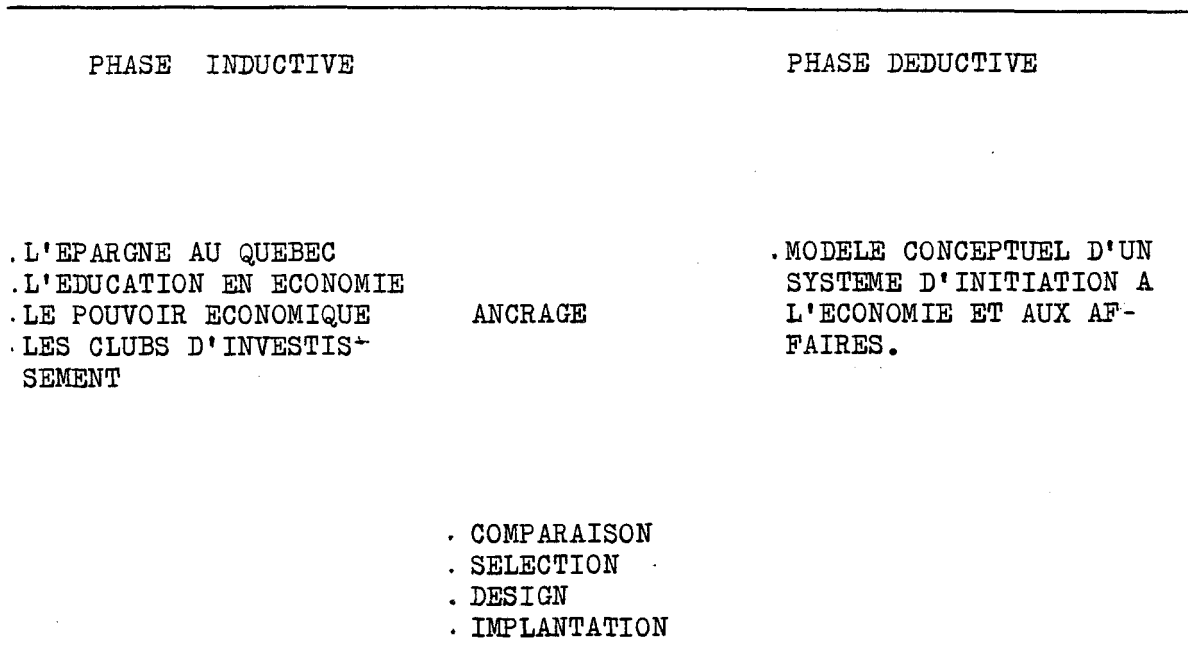 PHASE INDUCTIVE
PHASE DEDUCTIVE
.L'EPARGNE AU QUEBEC
.L'EDUCATION EN ECONOMIE
.LE POUVOIR ECONOMIQUE
.LES CLUBS D'INVESTIS-
SEMENT
ANCRAGE
.MODELE CONCEPTUEL D'UN
SYSTEME D'INITIATION A
L'ECONOMIE ET AUX AF-
FAIRES.
. COMPARAISON
. SELECTION
. DESIGN
. IMPLANTATION